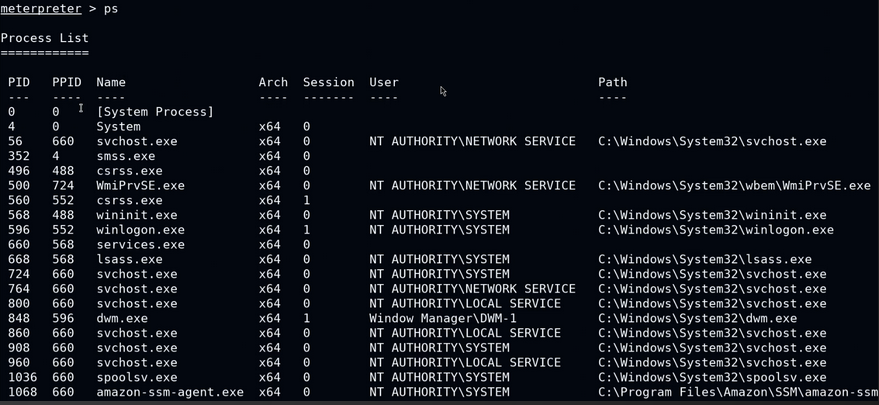 meterpreter > ps
Process List
============
PID PPID Name Arch Session User Path
--- ---- ---- ---- ------- ---- ----
0 0 [System Process]
4 0 System x64 0
56 660 svchost.exe x64 0 NT AUTHORITY\NETWORK SERVICE C:\Windows\System32\svchost.exe
352 4 smss.exe x64 0
496 488 csrss.exe x64 0
500 724 WmiPrvSE.exe x64 0 NT AUTHORITY\NETWORK SERVICE C:\Windows\System32\wbem\WmiPrvSE.exe
560 552 csrss.exe x64 1
568 488 wininit.exe x64 0 NT AUTHORITY\SYSTEM C:\Windows\System32\wininit.exe
596 552 winlogon.exe x64 1 NT AUTHORITY\SYSTEM C:\Windows\System32\winlogon.exe
660 568 services.exe x64 0
668 568 lsass.exe x64 0 NT AUTHORITY\SYSTEM C:\Windows\System32\lsass.exe
724 660 svchost.exe x64 0 NT AUTHORITY\SYSTEM C:\Windows\System32\svchost.exe
764 660 svchost.exe x64 0 NT AUTHORITY\NETWORK SERVICE C:\Windows\System32\svchost.exe
800 660 svchost.exe x64 0 NT AUTHORITY\LOCAL SERVICE C:\Windows\System32\svchost.exe
848 596 dwm.exe x64 1 Window Manager\DWM-1 C:\Windows\System32\dwm.exe
860 660 svchost.exe x64 0 NT AUTHORITY\LOCAL SERVICE C:\Windows\System32\svchost.exe
908 660 svchost.exe x64 0 NT AUTHORITY\SYSTEM C:\Windows\System32\svchost.exe
960 660 svchost.exe x64 0 NT AUTHORITY\LOCAL SERVICE C:\Windows\System32\svchost.exe
1036 660 spoolsv.exe x64 0 NT AUTHORITY\SYSTEM C:\Windows\System32\spoolsv.exe
1068 660 amazon-ssm-agent.exe x64 0 NT AUTHORITY\SYSTEM C:\Program Files\Amazon\SSM\amazon-ssm